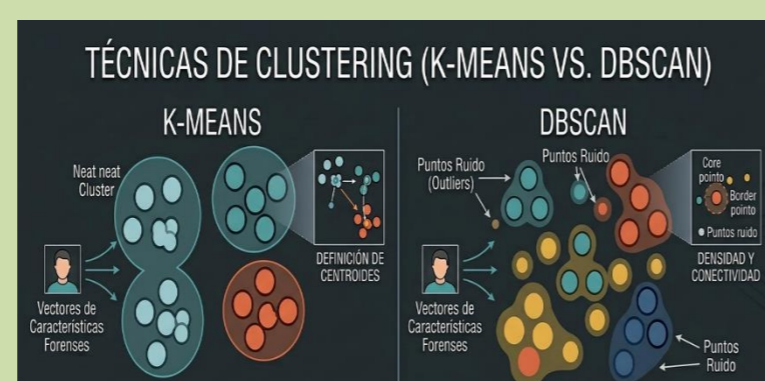 TÉCNICAS DE CLUSTERING (K-MEANS VS. DBSCAN)
K-MEANS
Neat neat
Cluster
DEFINICIÓN DE
CENTROIDES
Vectores de
Características
Forenses
DBSCAN
Puntos Ruido
(Outliers)
Puntos Ruido
Core
pointo
Border
pointo
Puntos ruido
DENSIDAD Y
CONECTIVIDAD
Vectores de
Características
Forenses
Puntos
Ruido